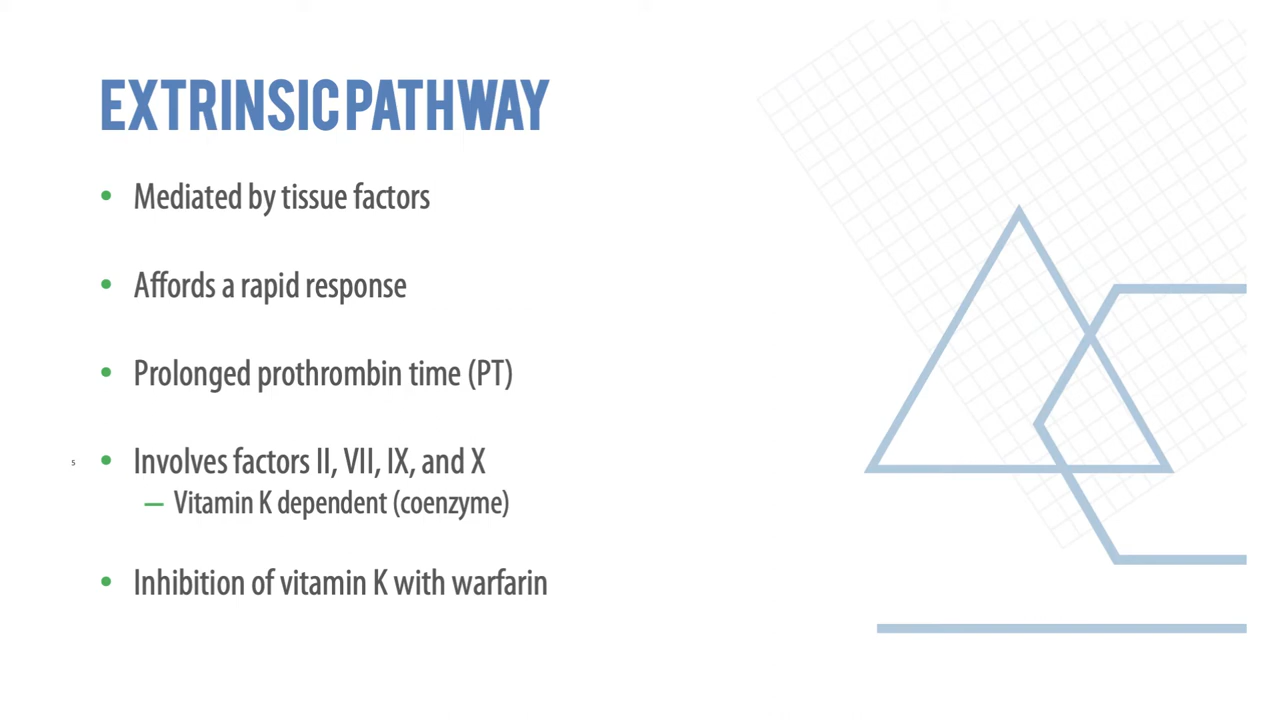 EXTRINSIC PATHWAY
• Mediated by tissue factors
• Affords a rapid response
• Prolonged prothrombin time (PT)
5
• Involves factors II, VII, IX, and X
– Vitamin K dependent (coenzyme)
• Inhibition of vitamin K with warfarin